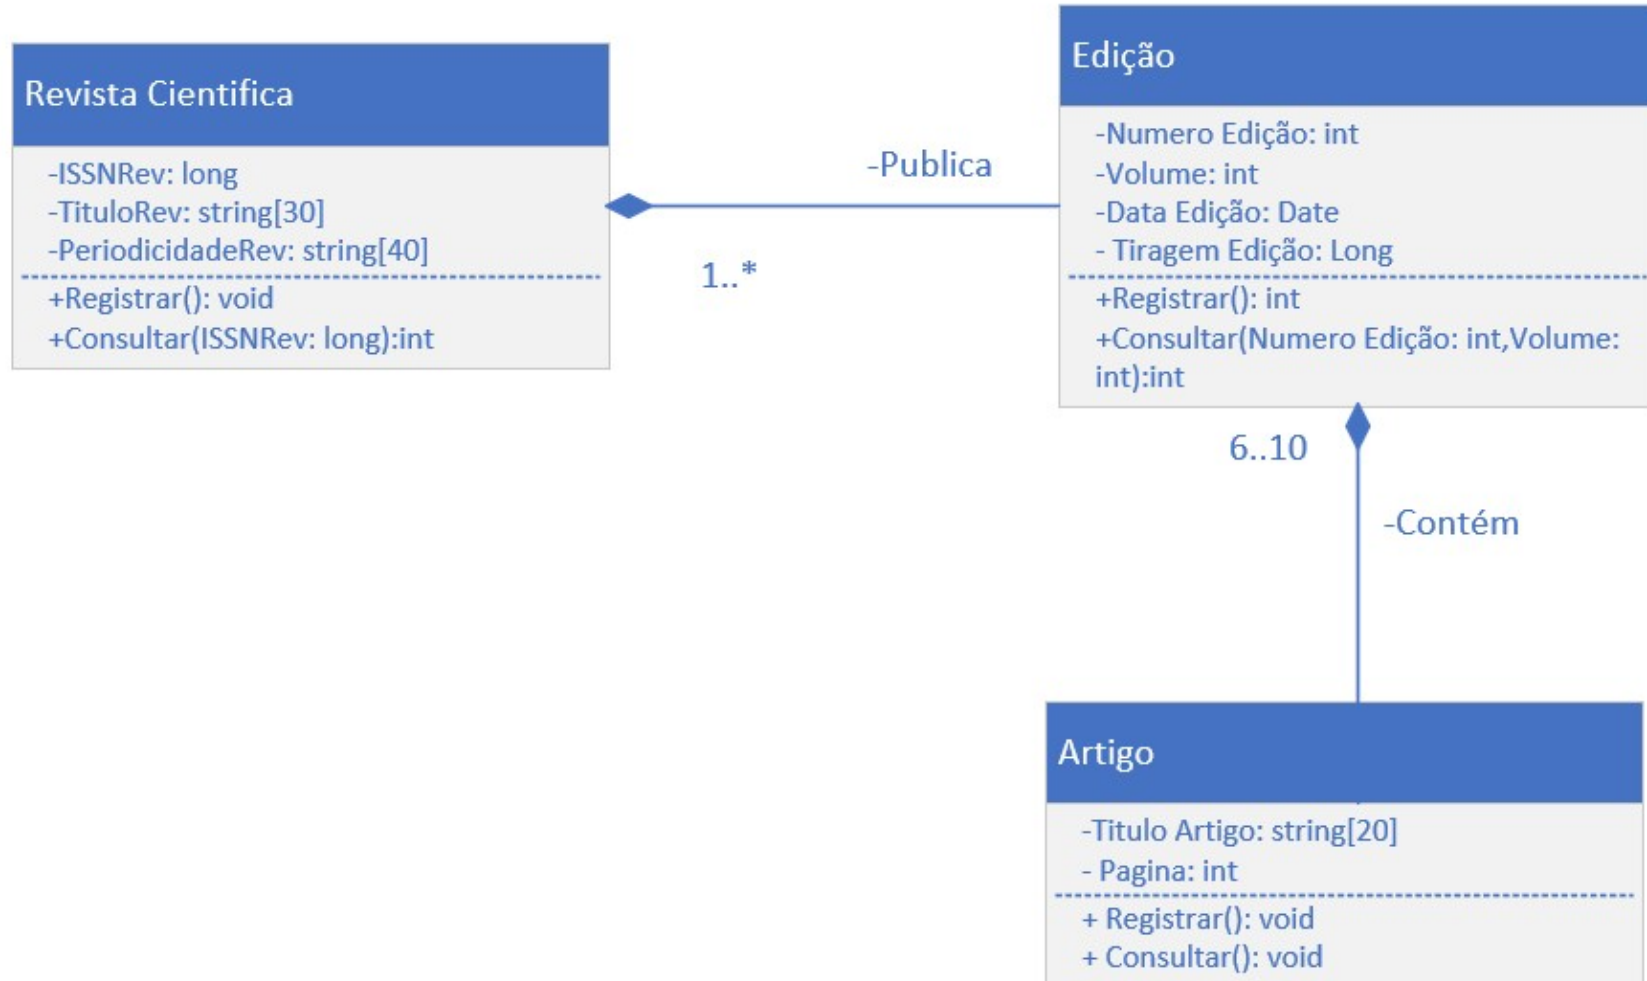 Revista Cientifica
-ISSNRev: long
-TituloRev: string[30]
-PeriodicidadeRev: string[40]
+Registrar(): void
+Consultar(ISSNRev: long):int
-Publica
1..*
Edição
-Numero Edição: int
-Volume: int
-Data Edição: Date
- Tiragem Edição: Long
+Registrar(): int
+Consultar(Numero Edição: int,Volume:
int):int
6..10
-Contém
Artigo
-Titulo Artigo: string[20]
- Pagina: int
+ Registrar(): void
+ Consultar(): void